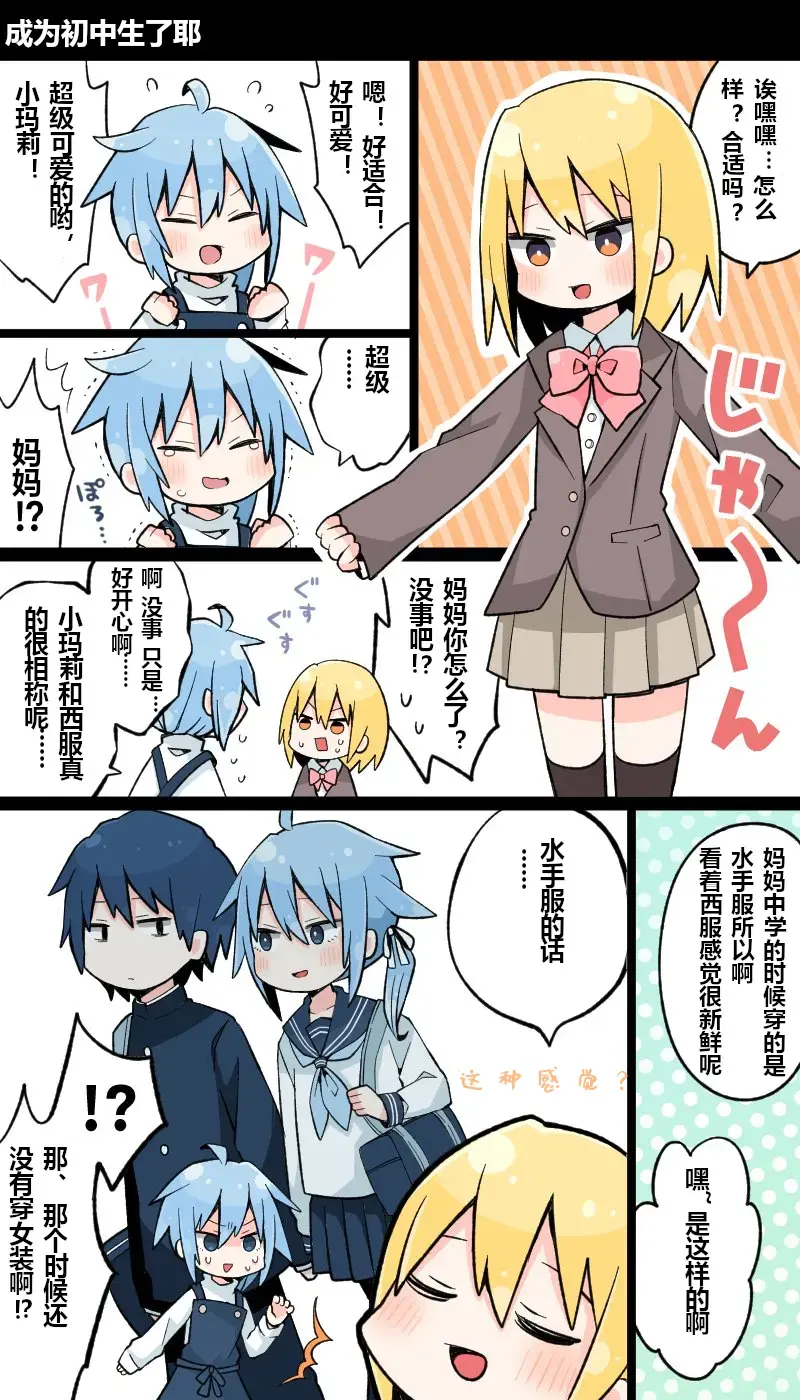 成为初中生了耶
诶嘿嘿…怎么
样？合适吗？
じゃ～ん
嗯！好适合！
好可爱！
超级可爱的哟，
小玛莉！
ワー
ワー
超级
……
妈妈
!?
ぽろ…
妈妈你怎么了？
没事吧!?
ぐす
ぐす
啊 没事 只是…
好开心啊……
小玛莉和西服真
的很相称呢……
妈妈中学的时候穿的是
水手服所以啊
看着西服感觉很新鲜呢
嘿~ 是这样的啊
水手服的话
……
这种感觉？
!?
那、那个时候还
没有穿女装啊!?